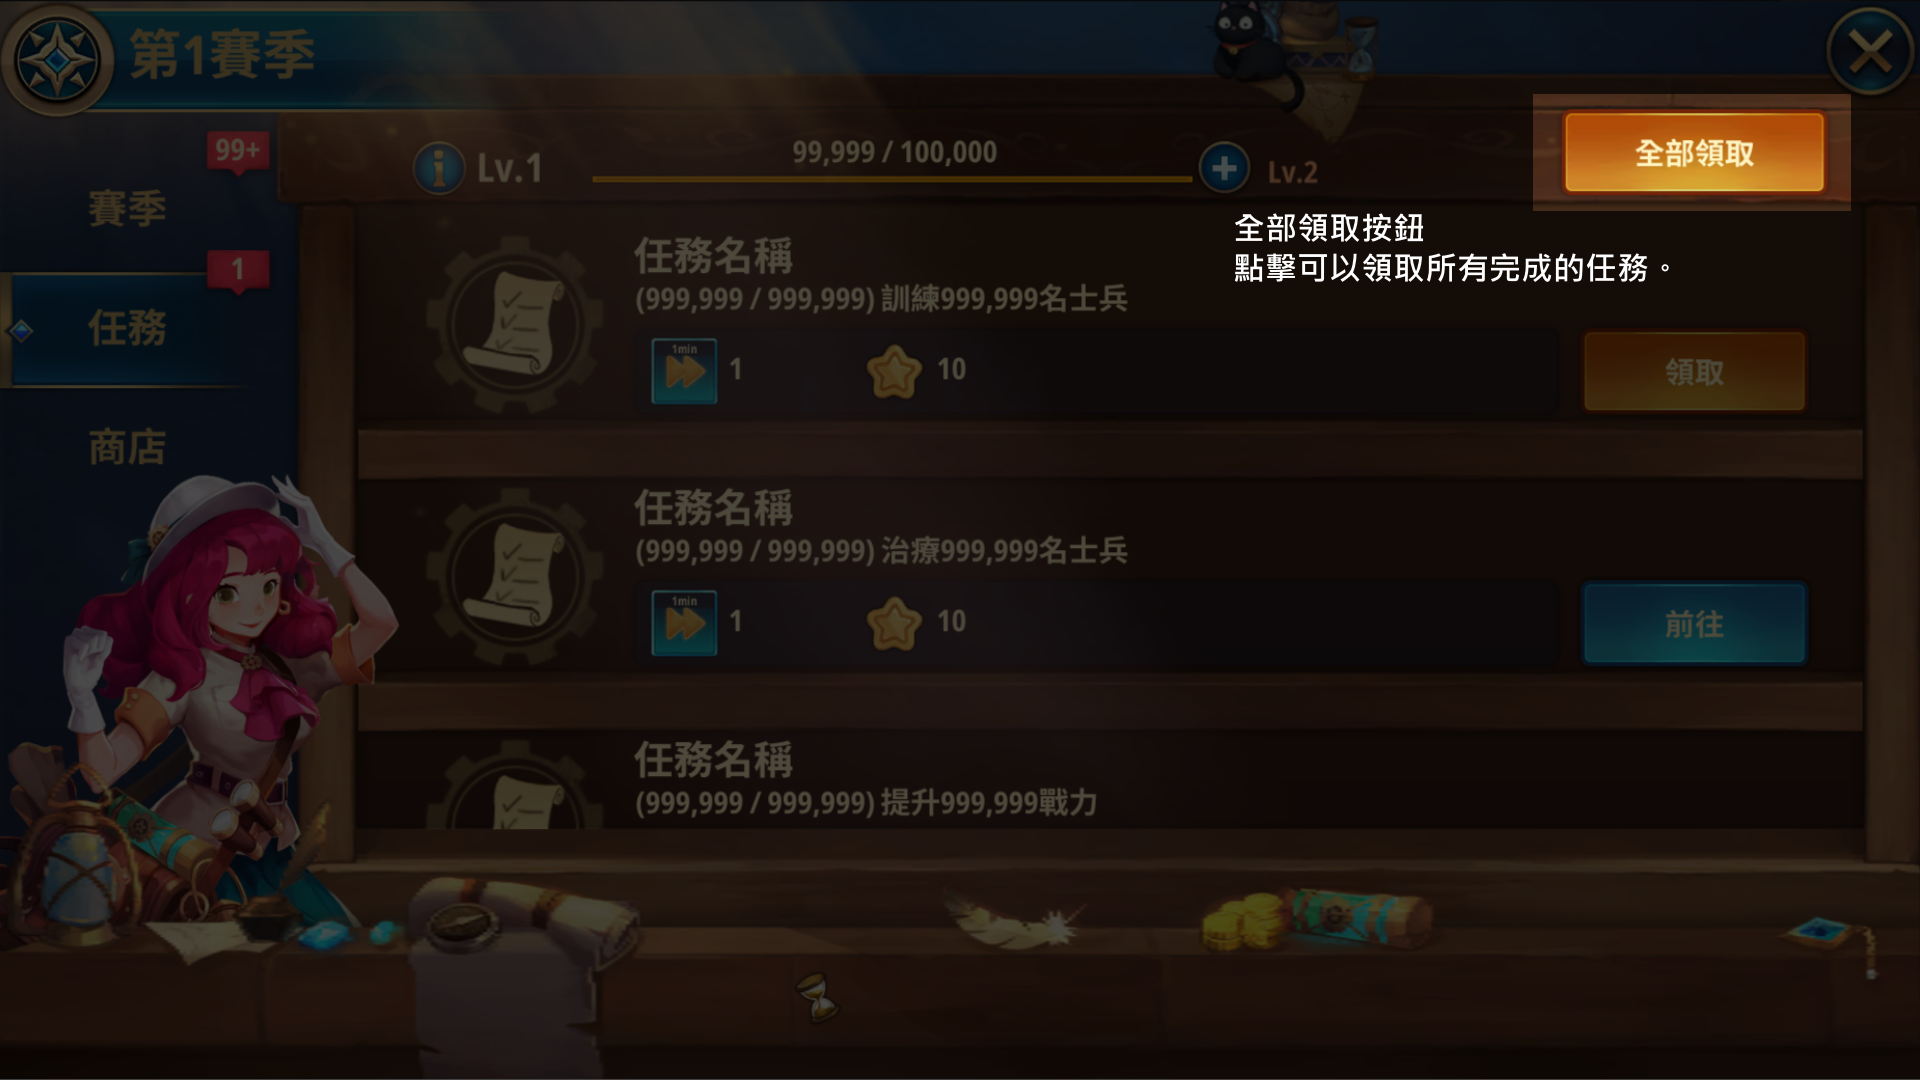 第1賽季
99+
賽季
1
任務
商店
Lv.1
99,999 / 100,000
Lv.2
全部領取
全部領取按鈕
點擊可以領取所有完成的任務。
任務名稱
(999,999 / 999,999) 訓練999,999名士兵
1min
1
10
領取
任務名稱
(999,999 / 999,999) 治療999,999名士兵
1min
1
10
前往
任務名稱
(999,999 / 999,999) 提升999,999戰力